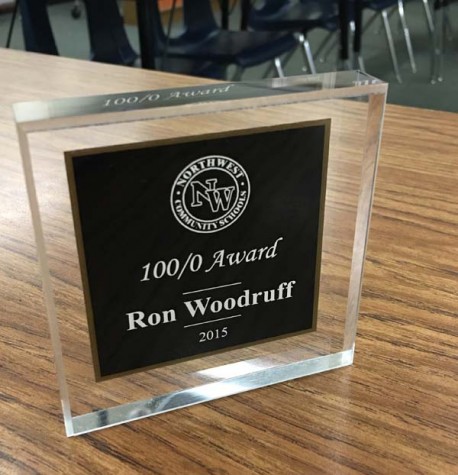 100/0 Award
NORTHWEST
NW
COMMUNITY SCHOOLS
100/0 Award
Ron Woodruff
2015